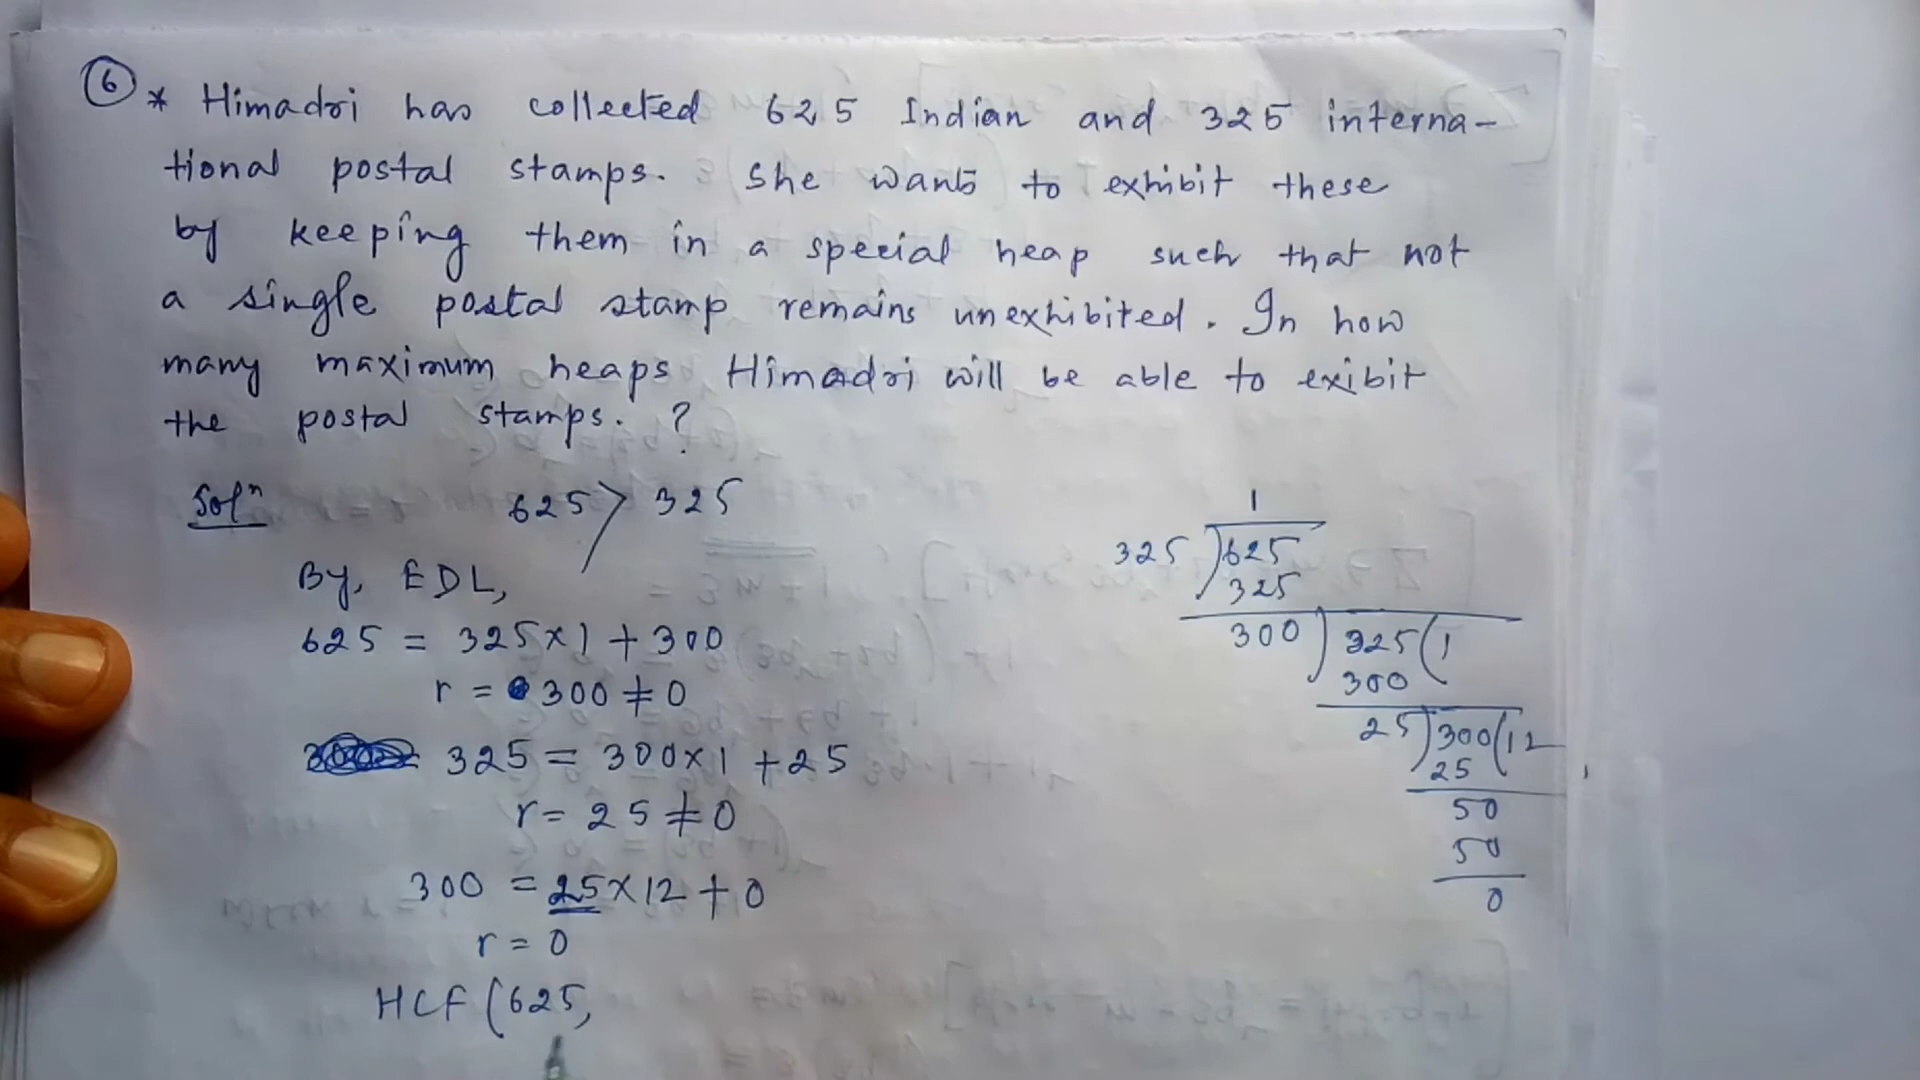 6 * Himadri has collected 625 Indian and 325 interna-
tional postal stamps. She wants to exhibit these
by keeping them in a special heap such that not
a single postal stamp remains unexhibited. In how
many maximum heaps Himadri will be able to exibit
the postal stamps. ?
Solⁿ 625 > 325
By, EDL,
625 = 325 x 1 + 300
r = 300 ≠ 0
325 = 300 x 1 + 25
r = 25 ≠ 0
300 = 25 x 12 + 0
r = 0
HCF (625,
1
325 ) 625
325
300 ) 325 ( 1
300
25 ) 300 ( 12
25
50
50
0